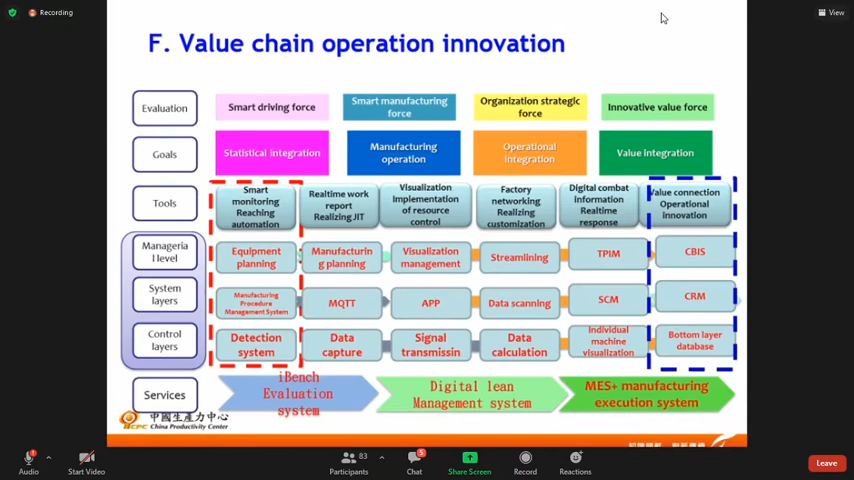 Recording
View
F. Value chain operation innovation
Evaluation
Smart driving force
Smart manufacturing
force
Organization strategic
force
Innovative value force
Goals
Statistical integration
Manufacturing
operation
Operational
integration
Value integration
Tools
Smart
monitoring
Reaching
automation
Realtime work
report
Realizing JIT
Visualization
Implementation
of resource
control
Factory
networking
Realizing
customization
Digital combat
information
Realtime
response
Value connection
Operational
innovation
Manageria
l level
Equipment
planning
Manufacturin
g planning
Visualization
management
Streamlining
TPIM
CBIS
System
layers
Manufacturing
Procedure
Management System
MQTT
APP
Data scanning
SCM
CRM
Control
layers
Detection
system
Data
capture
Signal
transmissin
Data
calculation
Individual
machine
visualization
Bottom layer
database
Services
iBench
Evaluation
system
Digital lean
Management system
MES+ manufacturing
execution system
CPC
中國生產力中心
China Productivity Center
Audio
Start Video
83
Participants
5
Chat
Share Screen
Record
Reactions
Leave